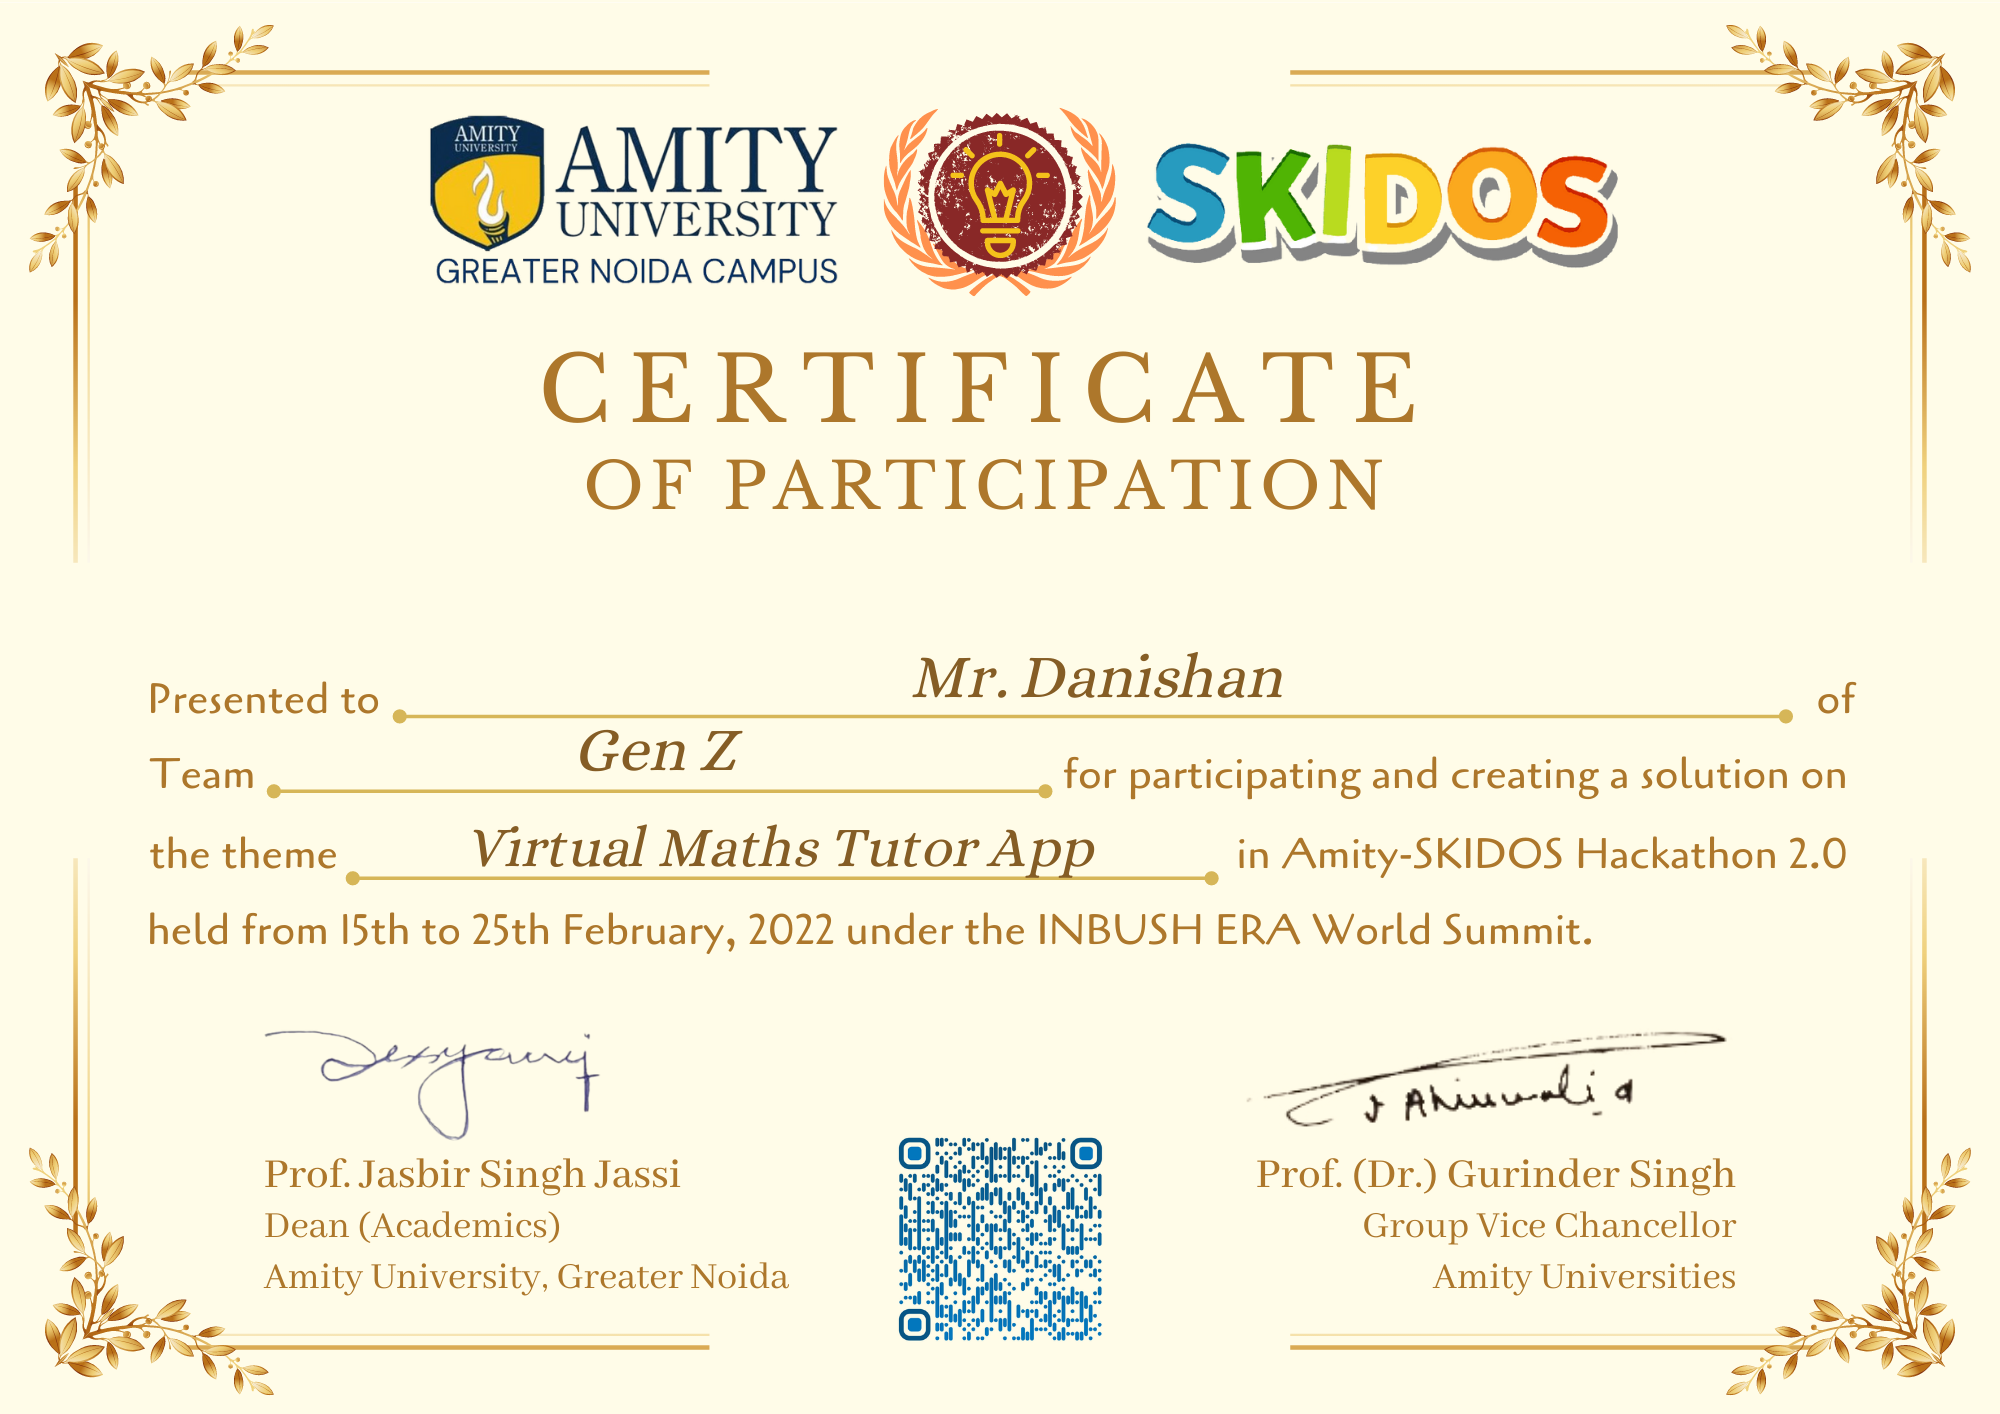 AMITY
UNIVERSITY
AMITY
UNIVERSITY
GREATER NOIDA CAMPUS
SKIDOS
CERTIFICATE
OF PARTICIPATION
Presented to Mr. Danishan of
Team Gen Z for participating and creating a solution on
the theme Virtual Maths Tutor App in Amity-SKIDOS Hackathon 2.0
held from 15th to 25th February, 2022 under the INBUSH ERA World Summit.
Prof. Jasbir Singh Jassi
Dean (Academics)
Amity University, Greater Noida
Prof. (Dr.) Gurinder Singh
Group Vice Chancellor
Amity Universities